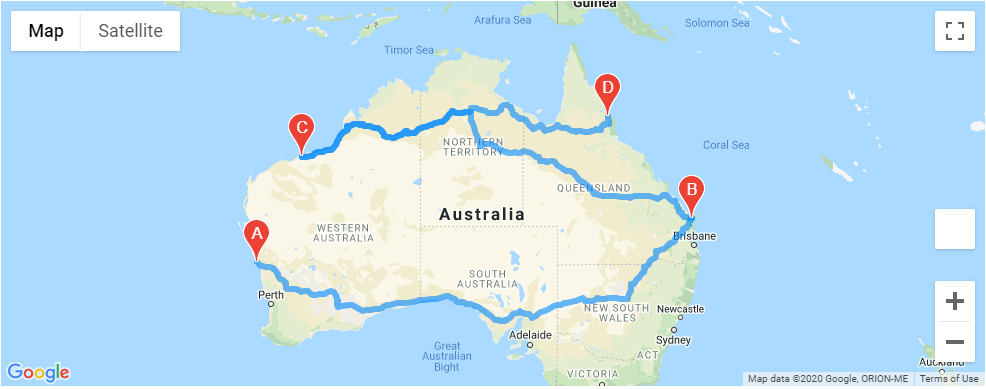 Map
Satellite
Guinea
Arafura Sea
Solomon Sea
Timor Sea
D
C
Coral Sea
NORTHERN
TERRITORY
QUEENSLAND
B
Australia
A
WESTERN
AUSTRALIA
Brisbane
SOUTH
AUSTRALIA
Perth
NEW SOUTH
WALES
Newcastle
Adelaide
Sydney
Great
Australian
Bight
ACT
VICTORIA
Auckland
Google
Map data ©2020 Google, ORION-ME
Terms of Use